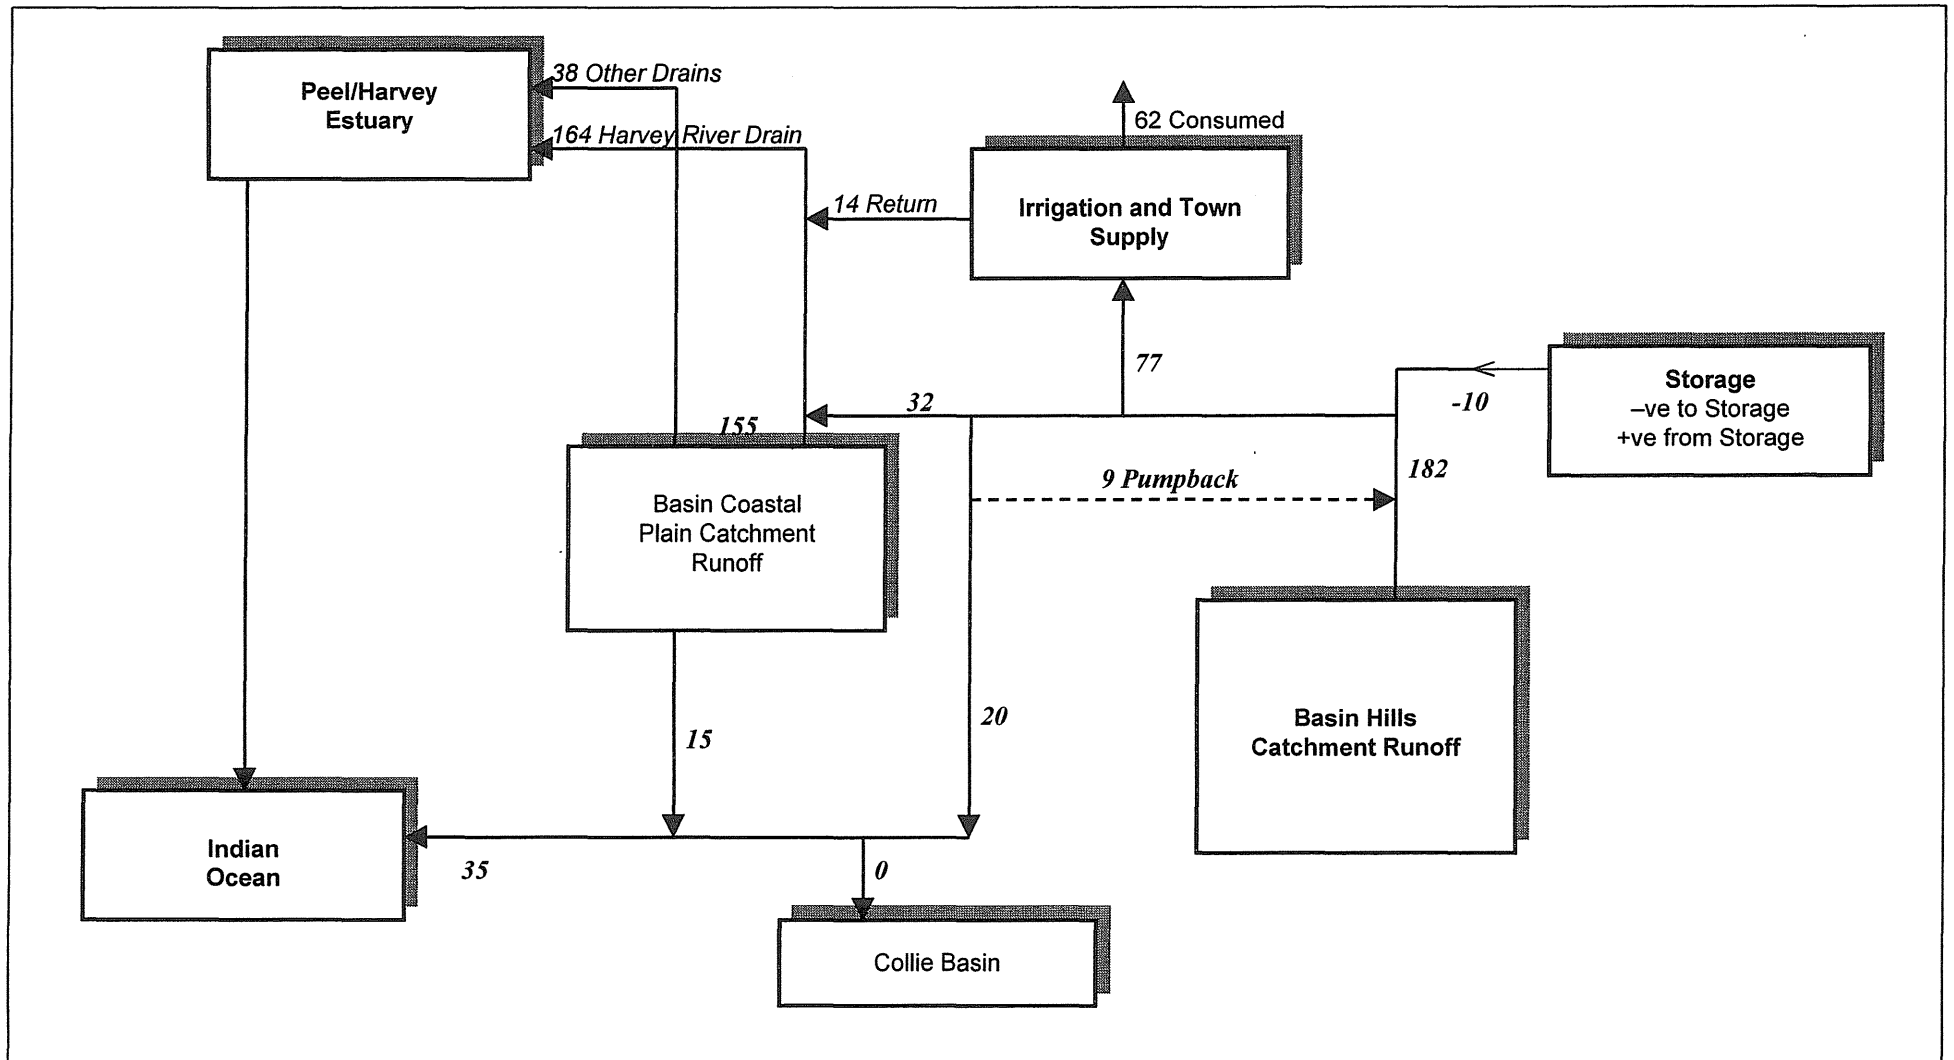 38 Other Drains
Peel/Harvey
Estuary
164 Harvey River Drain
62 Consumed
14 Return
Irrigation and Town
Supply
77
Storage
–ve to Storage
+ve from Storage
-10
32
155
182
9 Pumpback
Basin Coastal
Plain Catchment
Runoff
20
15
Basin Hills
Catchment Runoff
Indian
Ocean
35
0
Collie Basin